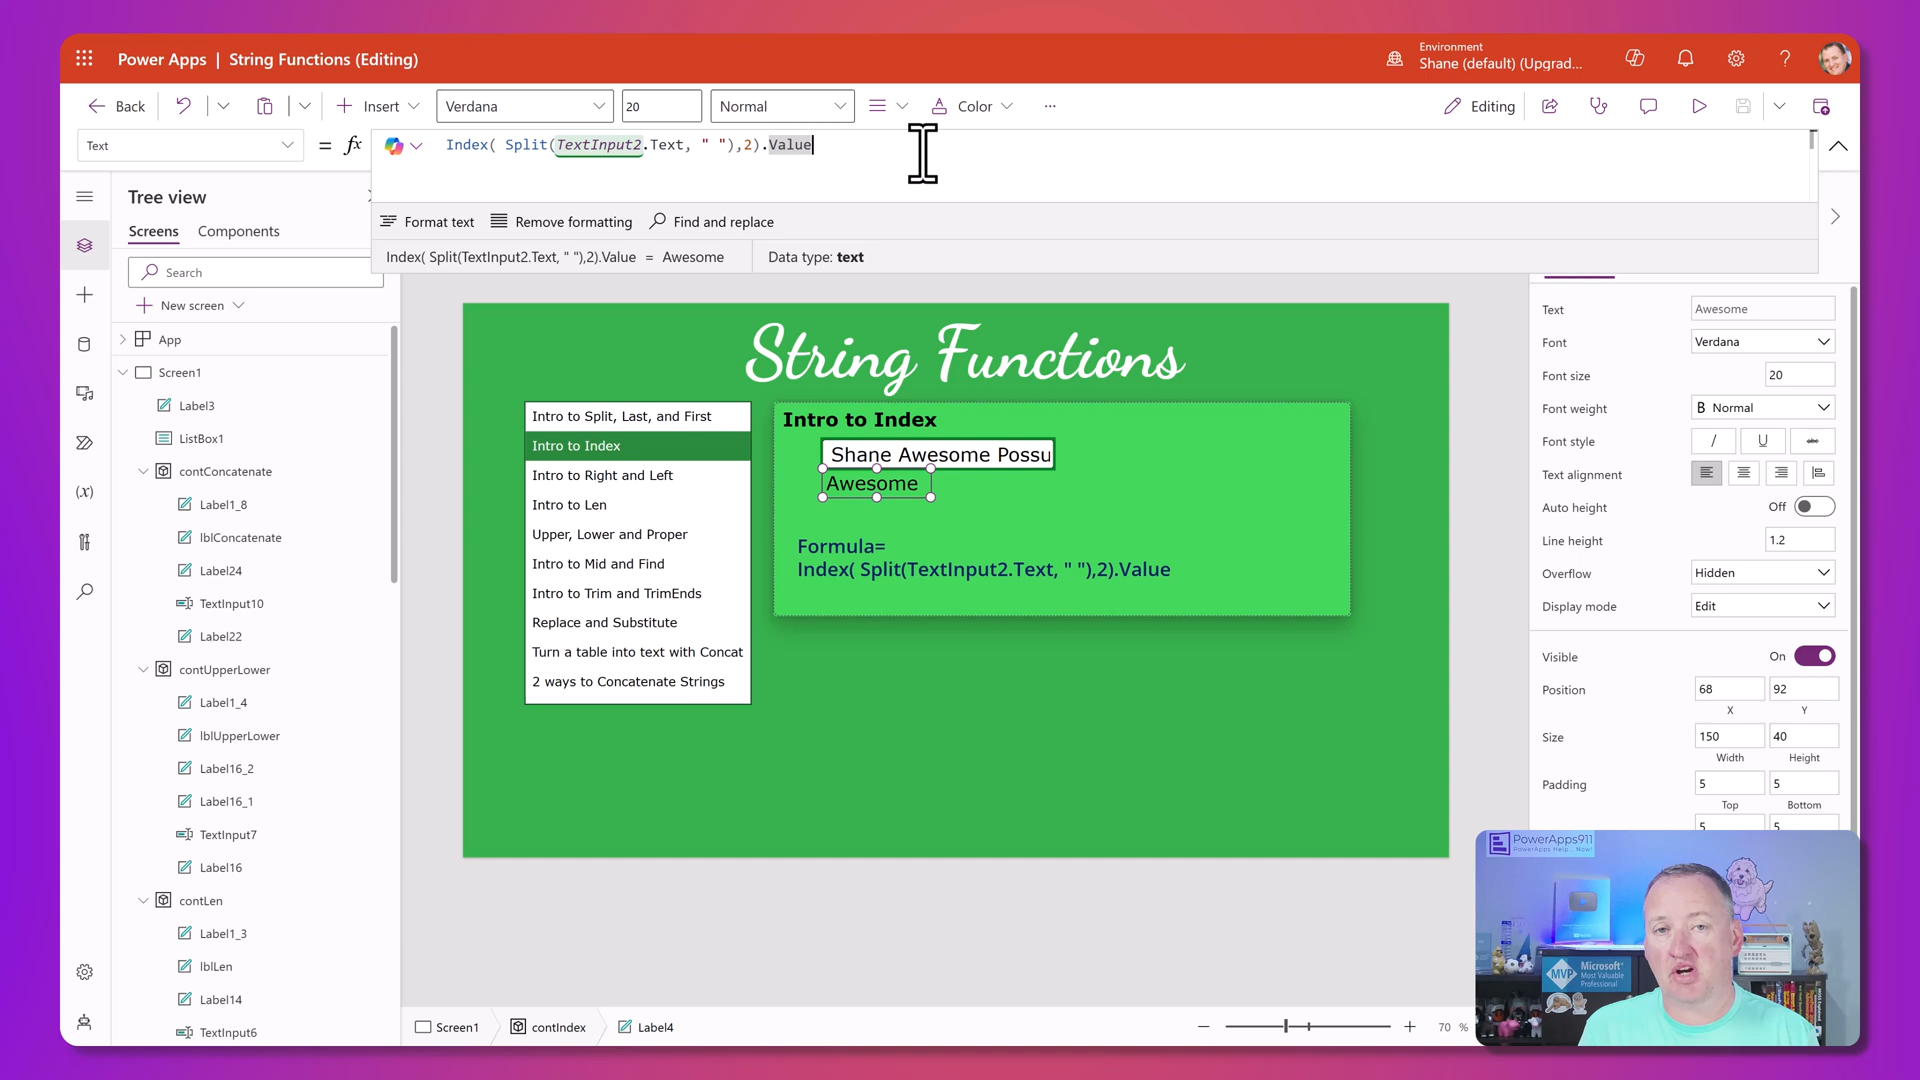 Power Apps | String Functions (Editing)
Environment
Shane (default) (Upgrad...
Back
Insert
Verdana
20
Normal
Color
...
Editing
Text
= fx
Index( Split(TextInput2.Text, " "),2).Value
Format text
Remove formatting
Find and replace
Index( Split(TextInput2.Text, " "),2).Value = Awesome
Data type: text
Tree view
Screens
Components
Search
New screen
App
Screen1
Label3
ListBox1
contConcatenate
Label1_8
lblConcatenate
Label24
TextInput10
Label22
contUpperLower
Label1_4
lblUpperLower
Label16_2
Label16_1
TextInput7
Label16
contLen
Label1_3
lblLen
Label14
TextInput6
String Functions
Intro to Split, Last, and First
Intro to Index
Intro to Right and Left
Intro to Len
Upper, Lower and Proper
Intro to Mid and Find
Intro to Trim and TrimEnds
Replace and Substitute
Turn a table into text with Concat
2 ways to Concatenate Strings
Intro to Index
Shane Awesome Possu
Awesome
Formula=
Index( Split(TextInput2.Text, " "),2).Value
Text
Awesome
Font
Verdana
Font size
20
Font weight
B Normal
Font style
/ U abc
Text alignment
Auto height
Off
Line height
1.2
Overflow
Hidden
Display mode
Edit
Visible
On
Position
68
92
X
Y
Size
150
40
Width
Height
Padding
5
5
Top
Bottom
5
5
Screen1
contIndex
Label4
70 %
PowerApps911
PowerApps Help... Now!
MVP
Microsoft
Most Valuable
Professional